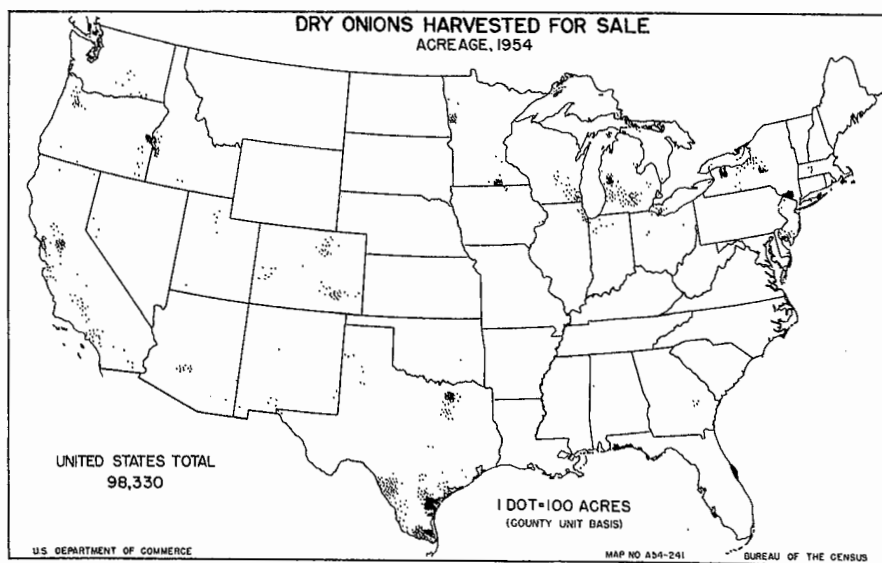 DRY ONIONS HARVESTED FOR SALE
ACREAGE, 1954
UNITED STATES TOTAL
98,330
1 DOT=100 ACRES
(COUNTY UNIT BASIS)
U.S. DEPARTMENT OF COMMERCE
MAP NO A54-241
BUREAU OF THE CENSUS